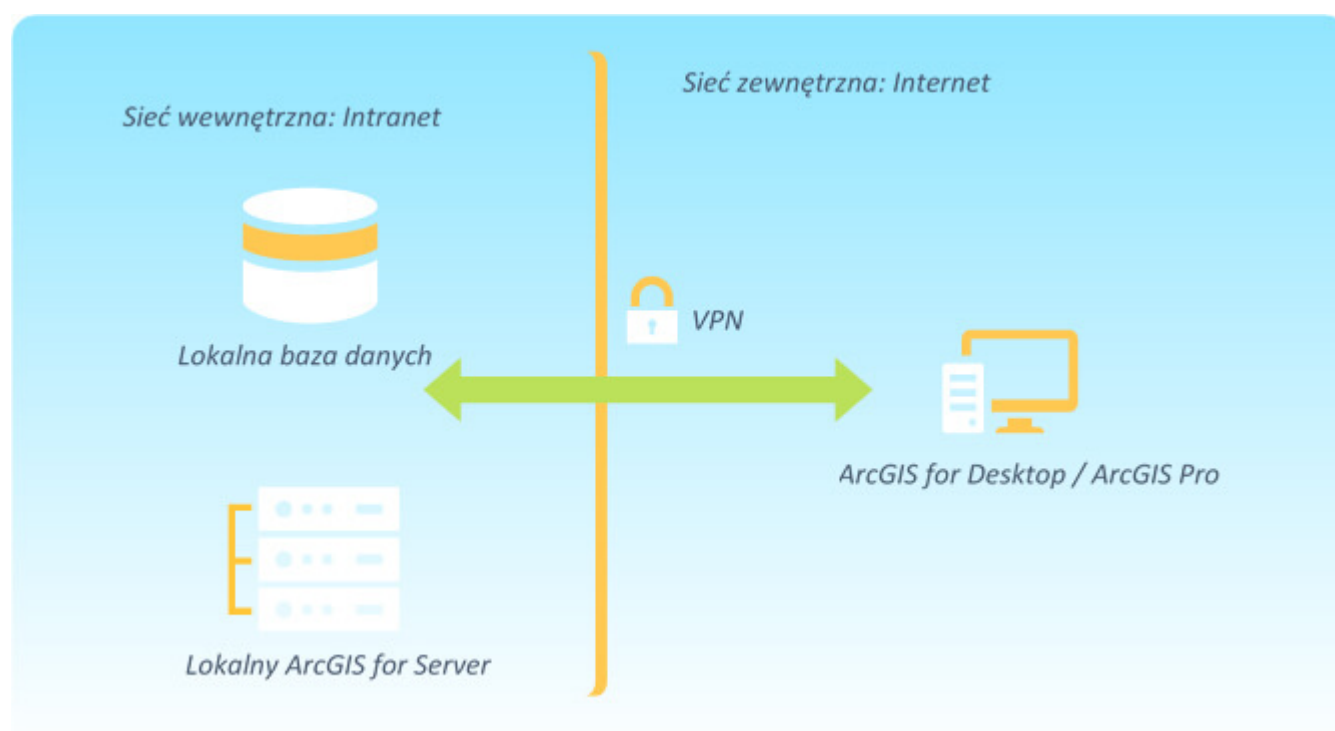 Sieć wewnętrzna: Intranet
Sieć zewnętrzna: Internet
Lokalna baza danych
VPN
ArcGIS for Desktop / ArcGIS Pro
Lokalny ArcGIS for Server